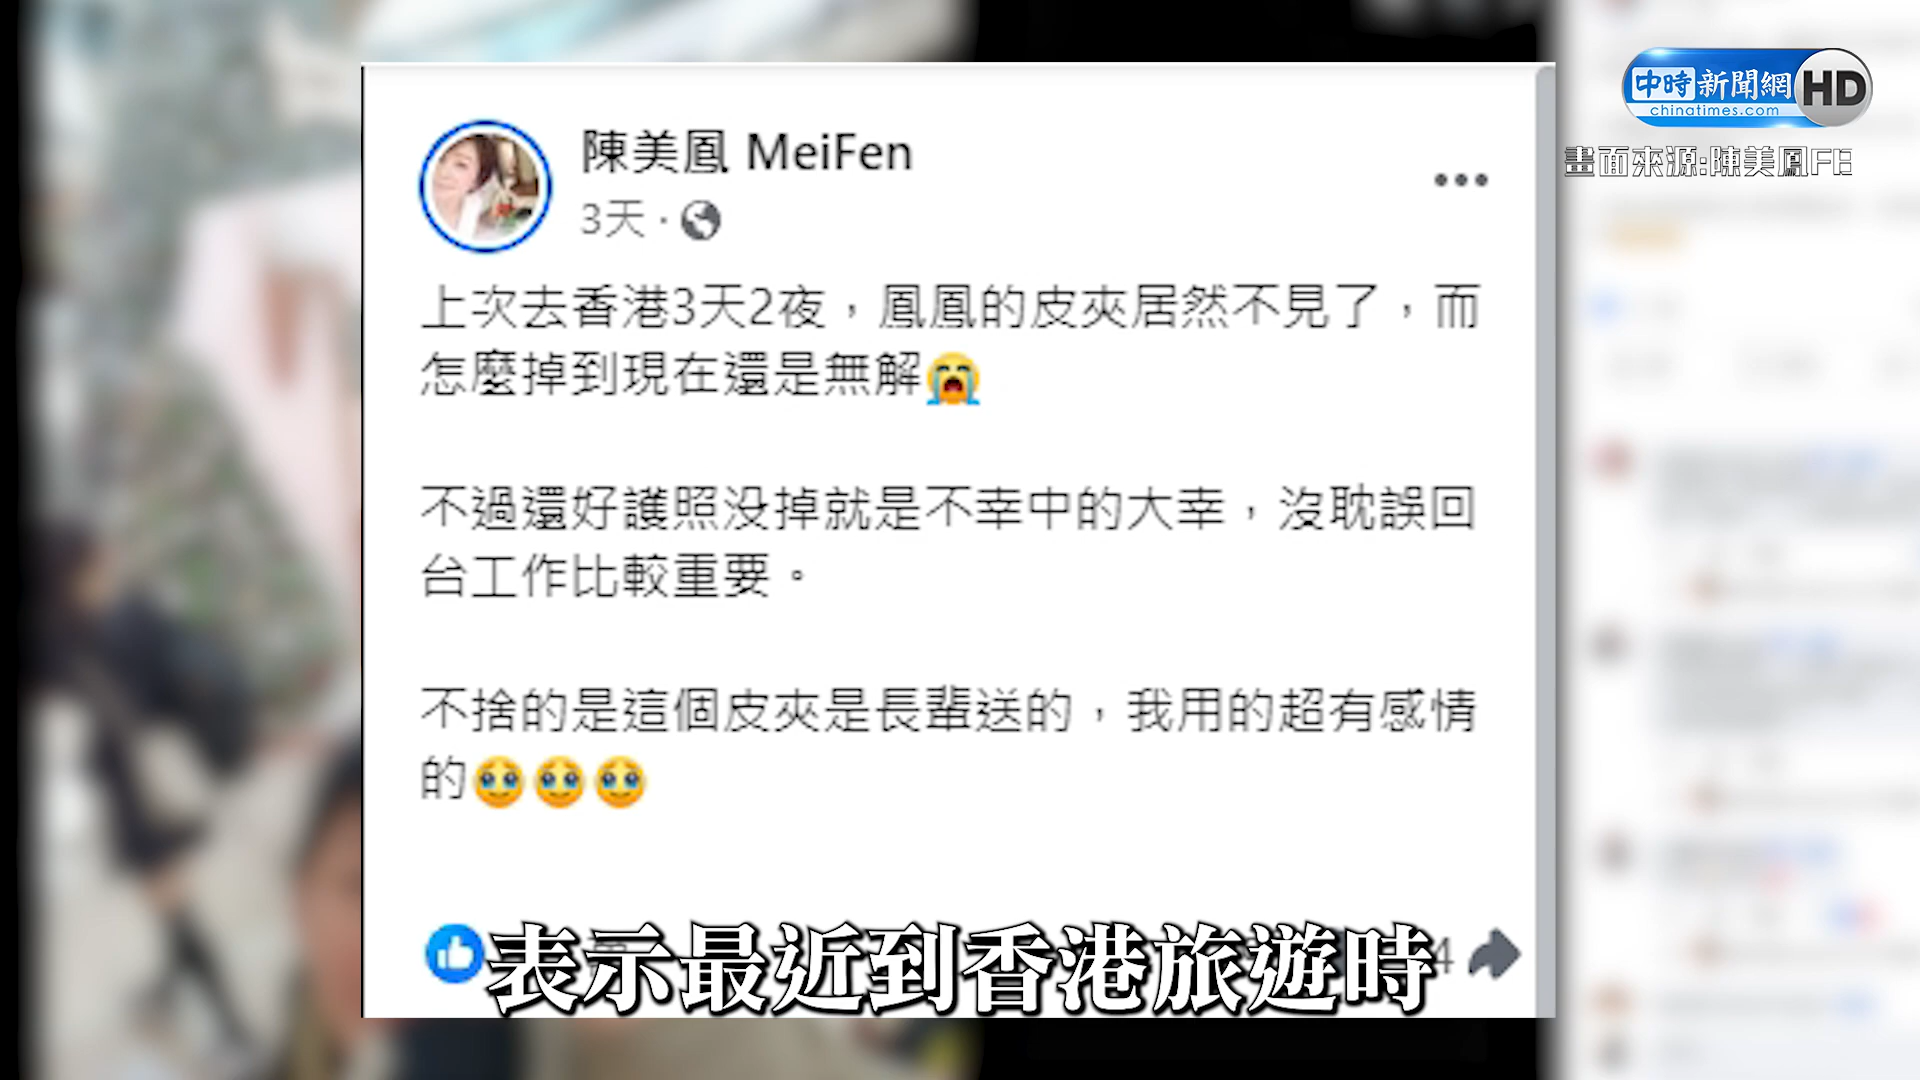 中時新聞網 HD
chinatimes.com
畫面來源:陳美鳳FB
陳美鳳 MeiFen
3天·
上次去香港3天2夜，鳳鳳的皮夾居然不見了，而
怎麼掉到現在還是無解😭
不過還好護照没掉就是不幸中的大幸，沒耽誤回
台工作比較重要。
不捨的是這個皮夾是長輩送的，我用的超有感情
的🥹🥹🥹
表示最近到香港旅遊時